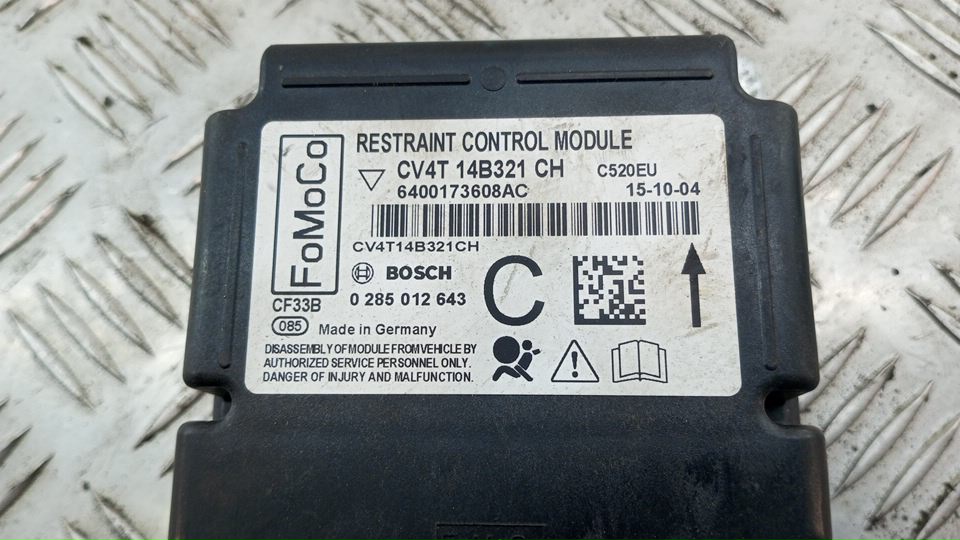 FoMoCo
RESTRAINT CONTROL MODULE
CV4T 14B321 CH C520EU
6400173608AC 15-10-04
CV4T14B321CH
BOSCH
0 285 012 643
C
CF33B
085 Made in Germany
DISASSEMBLY OF MODULE FROM VEHICLE BY
AUTHORIZED SERVICE PERSONNEL ONLY.
DANGER OF INJURY AND MALFUNCTION.